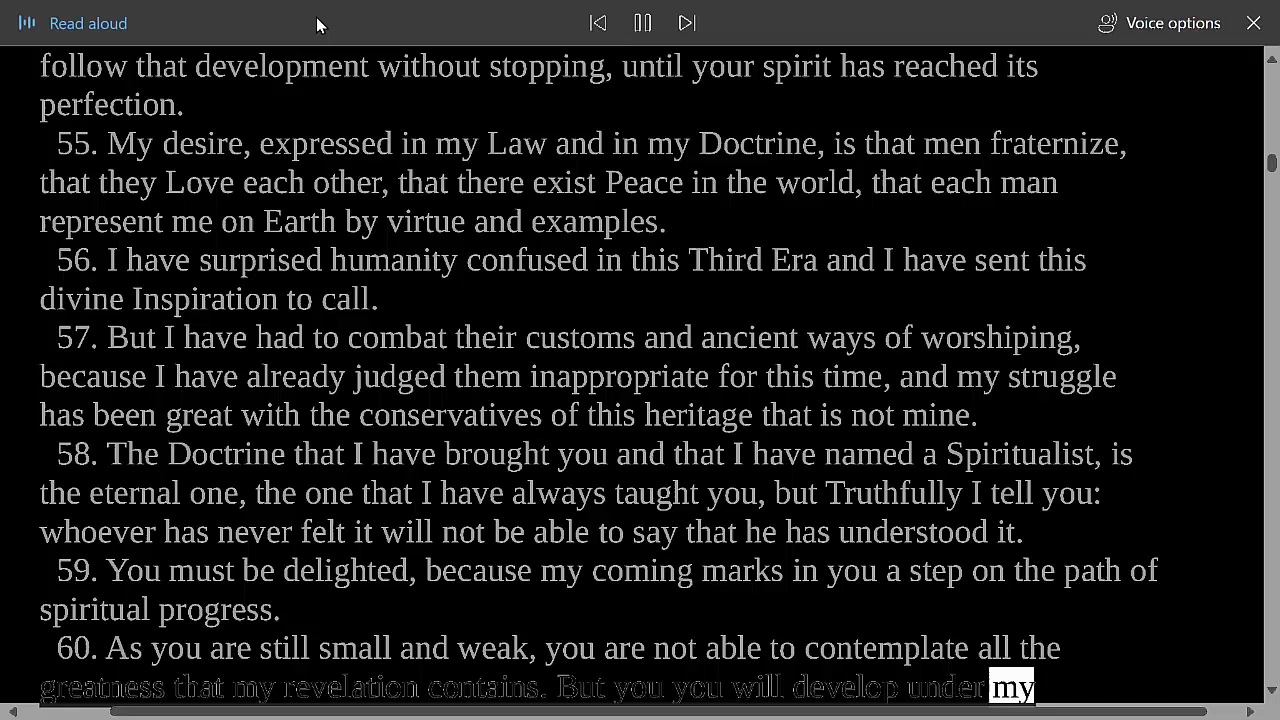 Read aloud
Voice options
follow that development without stopping, until your spirit has reached its
perfection.
55. My desire, expressed in my Law and in my Doctrine, is that men fraternize,
that they Love each other, that there exist Peace in the world, that each man
represent me on Earth by virtue and examples.
56. I have surprised humanity confused in this Third Era and I have sent this
divine Inspiration to call.
57. But I have had to combat their customs and ancient ways of worshiping,
because I have already judged them inappropriate for this time, and my struggle
has been great with the conservatives of this heritage that is not mine.
58. The Doctrine that I have brought you and that I have named a Spiritualist, is
the eternal one, the one that I have always taught you, but Truthfully I tell you:
whoever has never felt it will not be able to say that he has understood it.
59. You must be delighted, because my coming marks in you a step on the path of
spiritual progress.
60. As you are still small and weak, you are not able to contemplate all the
greatness that my revelation contains. But you you will develop under my